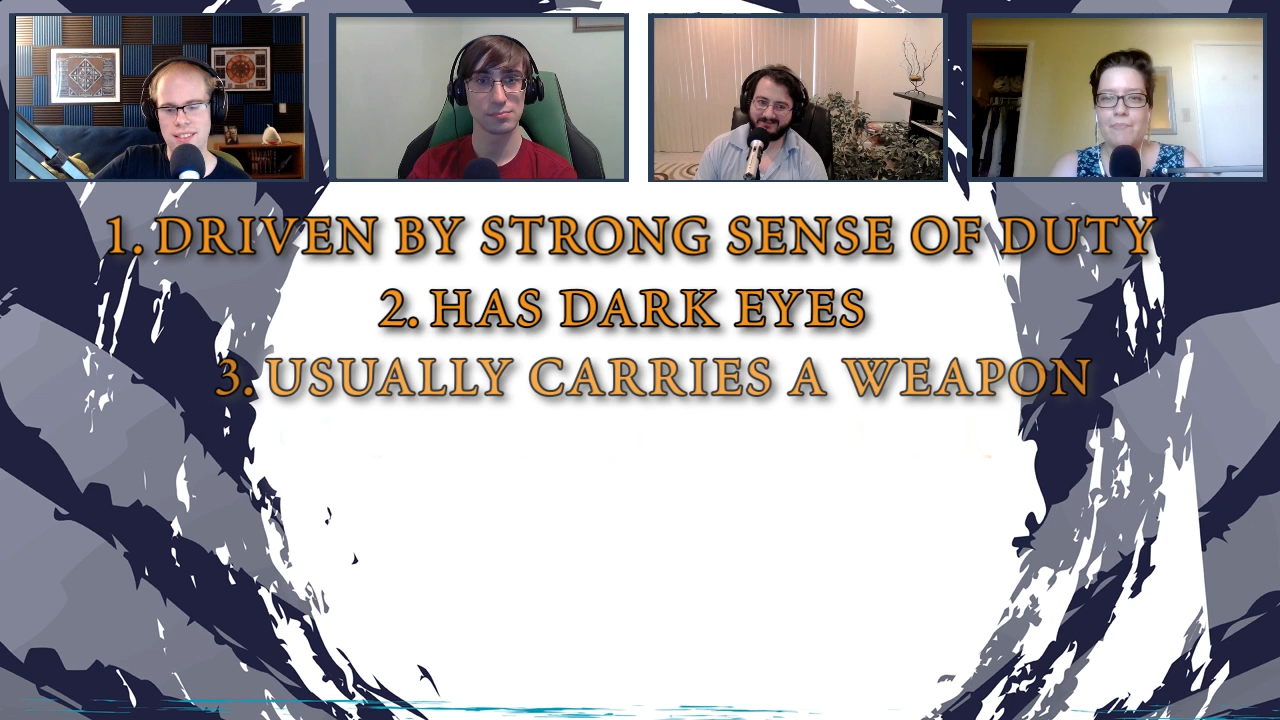 1. DRIVEN BY STRONG SENSE OF DUTY
2. HAS DARK EYES
3. USUALLY CARRIES A WEAPON